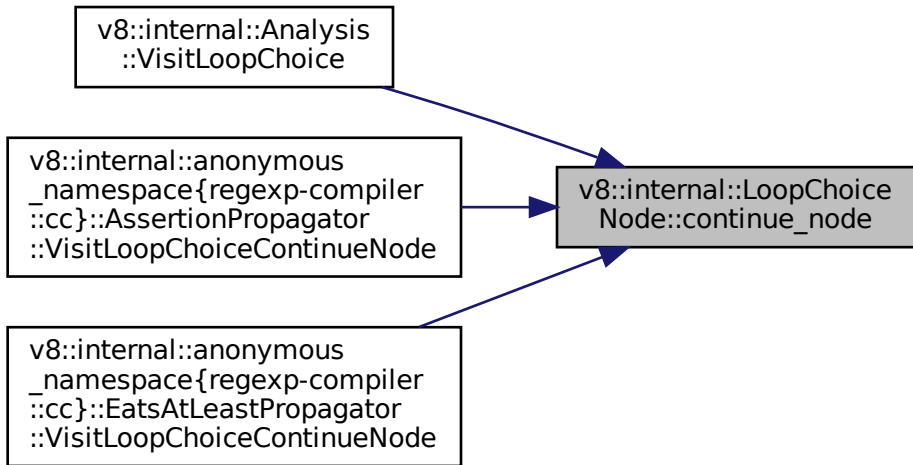 v8::internal::Analysis
::VisitLoopChoice
v8::internal::anonymous
_namespace{regexp-compiler
::cc}::AssertionPropagator
::VisitLoopChoiceContinueNode
v8::internal::LoopChoice
Node::continue_node
v8::internal::anonymous
_namespace{regexp-compiler
::cc}::EatsAtLeastPropagator
::VisitLoopChoiceContinueNode